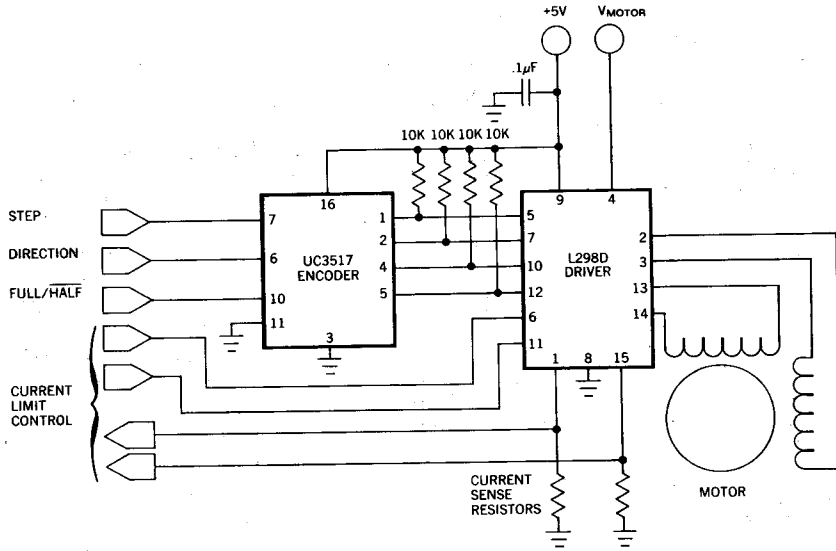 +5V
VMOTOR
.1μF
10K 10K 10K 10K
16
9
4
STEP
7
1
5
2
2
7
3
DIRECTION
6
UC3517
ENCODER
4
10
L298D
DRIVER
13
5
12
14
FULL/HALF
10
6
11
3
11
1
8
15
CURRENT
LIMIT
CONTROL
CURRENT
SENSE
RESISTORS
MOTOR